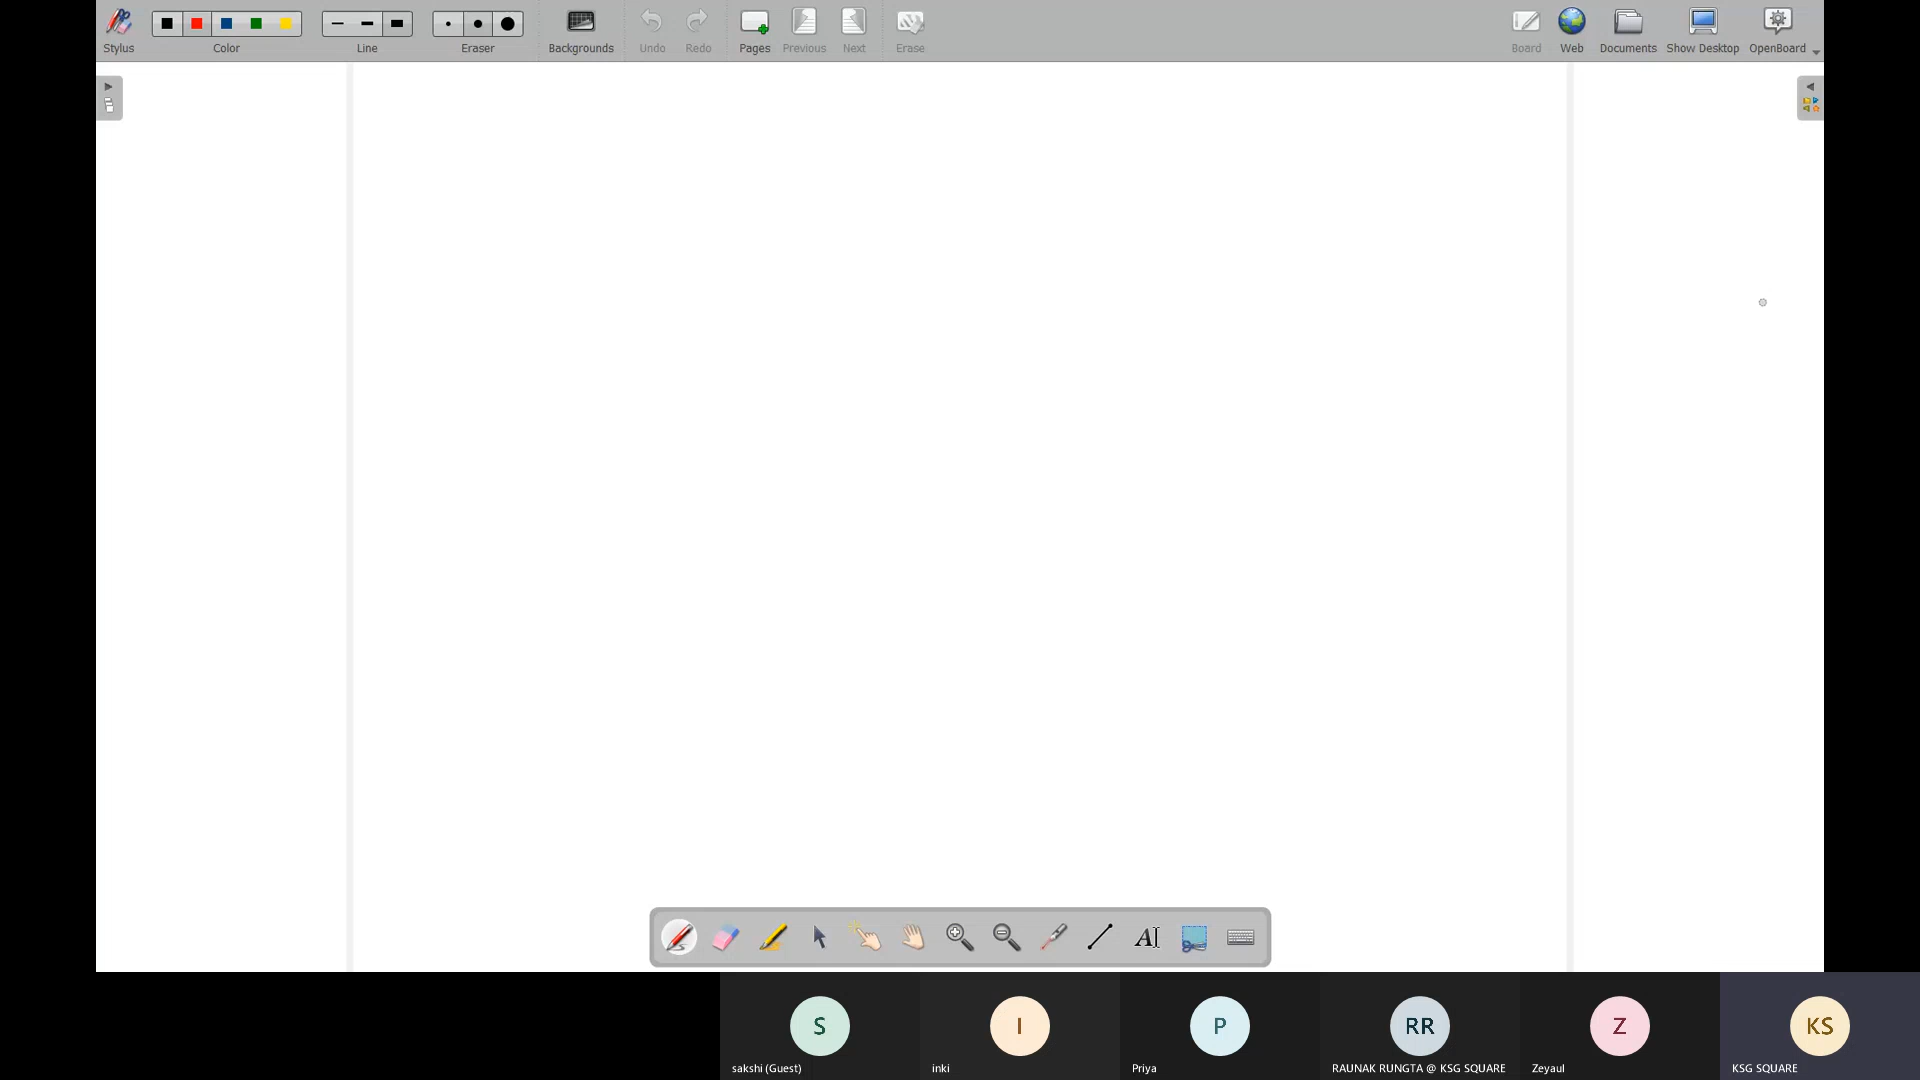 Stylus Color Line Eraser Backgrounds Undo Redo Pages Previous Next Erase Board Web Documents Show Desktop OpenBoard
AI
S I P RR Z KS
sakshi (Guest) inki Priya RAUNAK RUNGTA @ KSG SQUARE Zeyaul KSG SQUARE